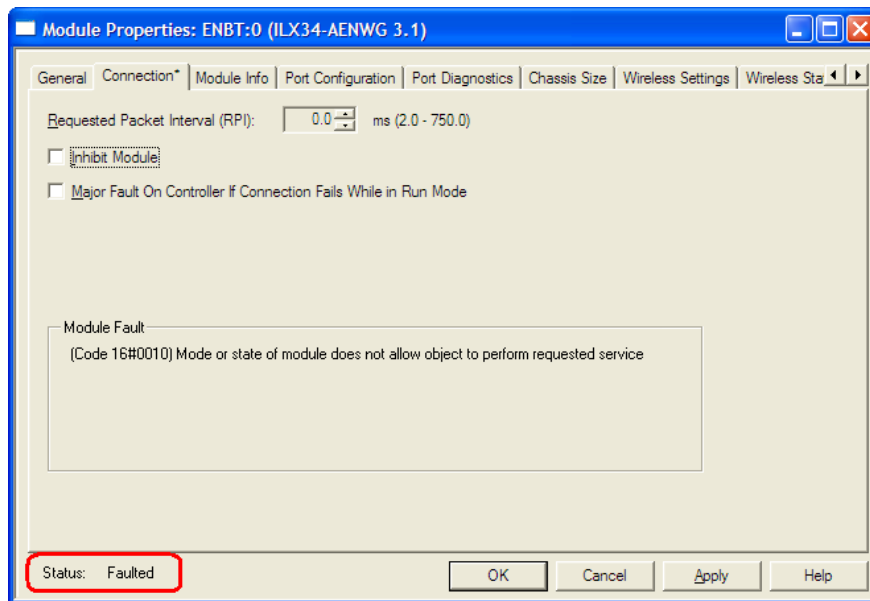 Module Properties: ENBT:0 (ILX34-AENWG 3.1)
General Connection* Module Info Port Configuration Port Diagnostics Chassis Size Wireless Settings Wireless Sta
Requested Packet Interval (RPI): 0.0 ms (2.0 - 750.0)
Inhibit Module
Major Fault On Controller If Connection Fails While in Run Mode
Module Fault
(Code 16#0010) Mode or state of module does not allow object to perform requested service
Status: Faulted OK Cancel Apply Help